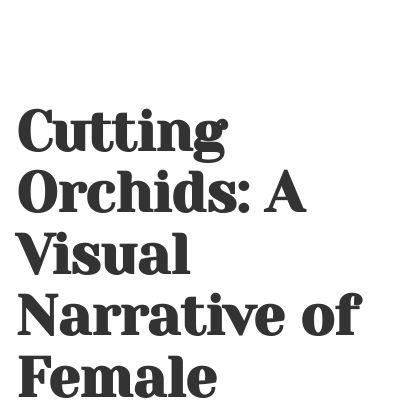 Cutting
Orchids: A
Visual
Narrative of
Female